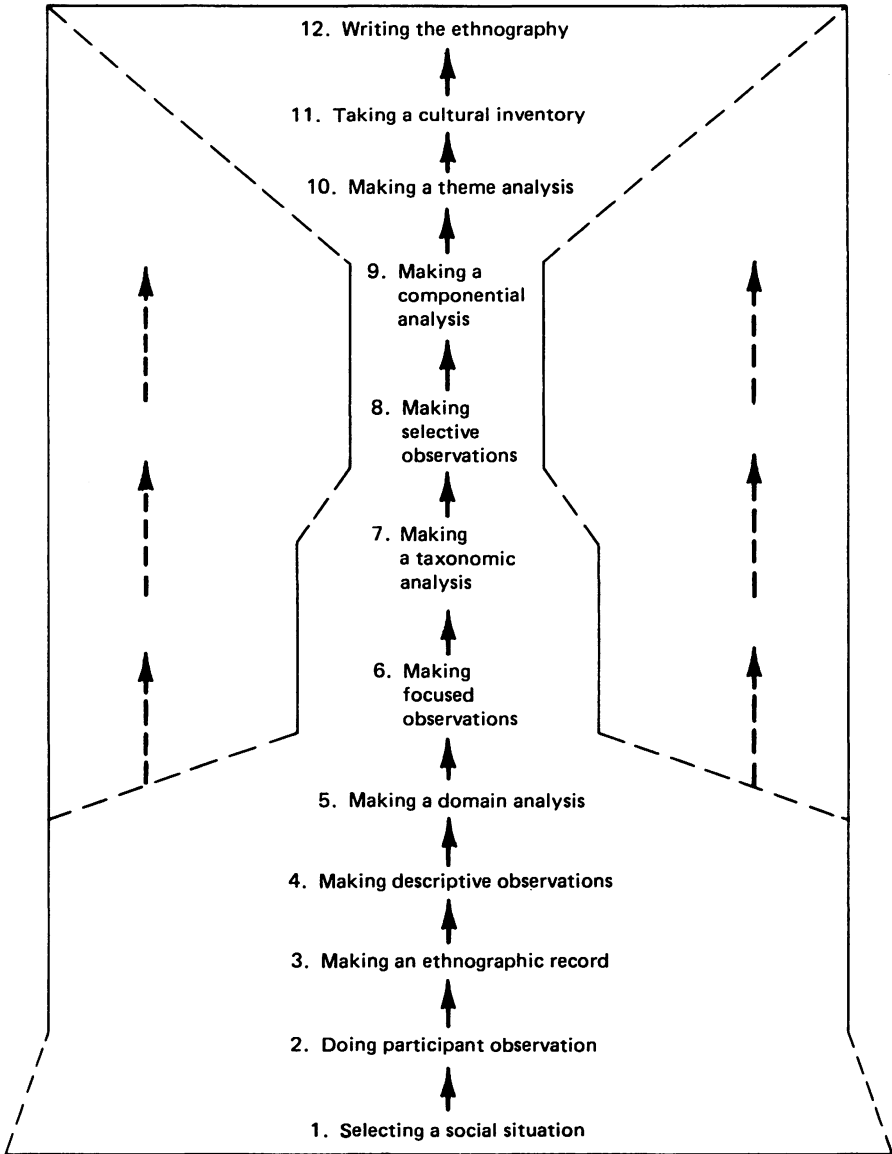 12. Writing the ethnography
11. Taking a cultural inventory
10. Making a theme analysis
9. Making a
componential
analysis
8. Making
selective
observations
7. Making
a taxonomic
analysis
6. Making
focused
observations
5. Making a domain analysis
4. Making descriptive observations
3. Making an ethnographic record
2. Doing participant observation
1. Selecting a social situation